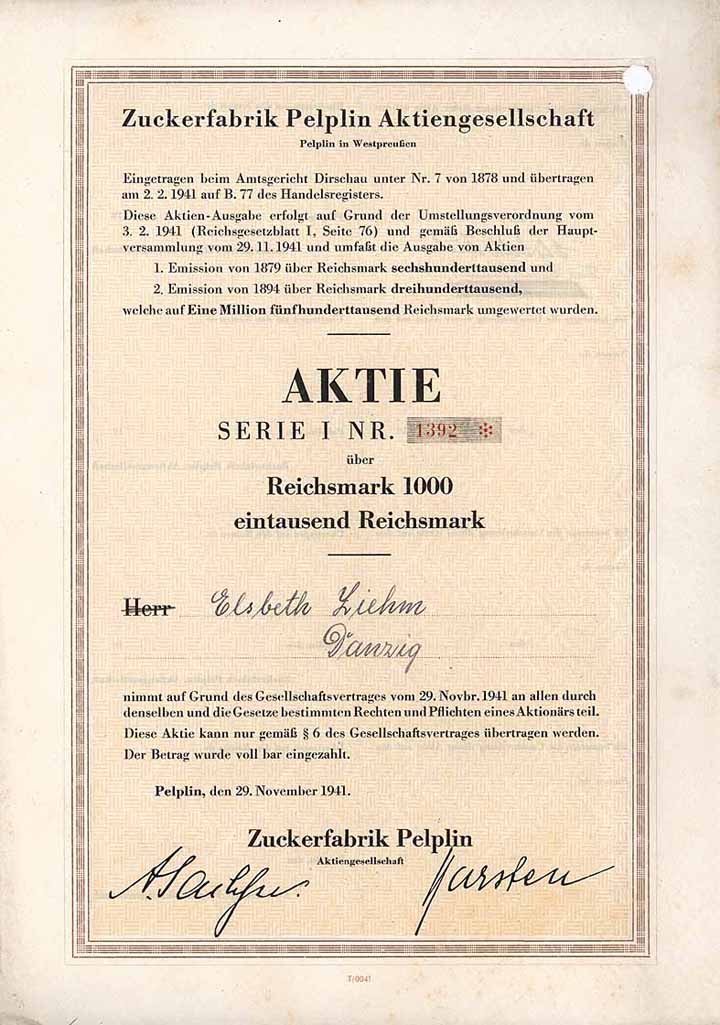 Zuckerfabrik Pelplin Aktiengesellschaft
Pelplin in Westpreußen
Eingetragen beim Amtsgericht Dirschau unter Nr. 7 von 1878 und übertragen
am 2. 2. 1941 auf B. 77 des Handelsregisters.
Diese Aktien-Ausgabe erfolgt auf Grund der Umstellungsverordnung vom
3. 2. 1941 (Reichsgesetzblatt I, Seite 76) und gemäß Beschluß der Haupt-
versammlung vom 29. 11. 1941 und umfaßt die Ausgabe von Aktien
1. Emission von 1879 über Reichsmark sechshunderttausend und
2. Emission von 1894 über Reichsmark dreihunderttausend,
welche auf Eine Million fünfhunderttausend Reichsmark umgewertet wurden.
AKTIE
SERIE I NR. 1392 *
über
Reichsmark 1000
eintausend Reichsmark
Herr Elsbeth Ziehm
Danzig
nimmt auf Grund des Gesellschaftsvertrages vom 29. Novbr. 1941 an allen durch
denselben und die Gesetze bestimmten Rechten und Pflichten eines Aktionärs teil.
Diese Aktie kann nur gemäß § 6 des Gesellschaftsvertrages übertragen werden.
Der Betrag wurde voll bar eingezahlt.
Pelplin, den 29. November 1941.
Zuckerfabrik Pelplin
Aktiengesellschaft
Karsten
T/0041